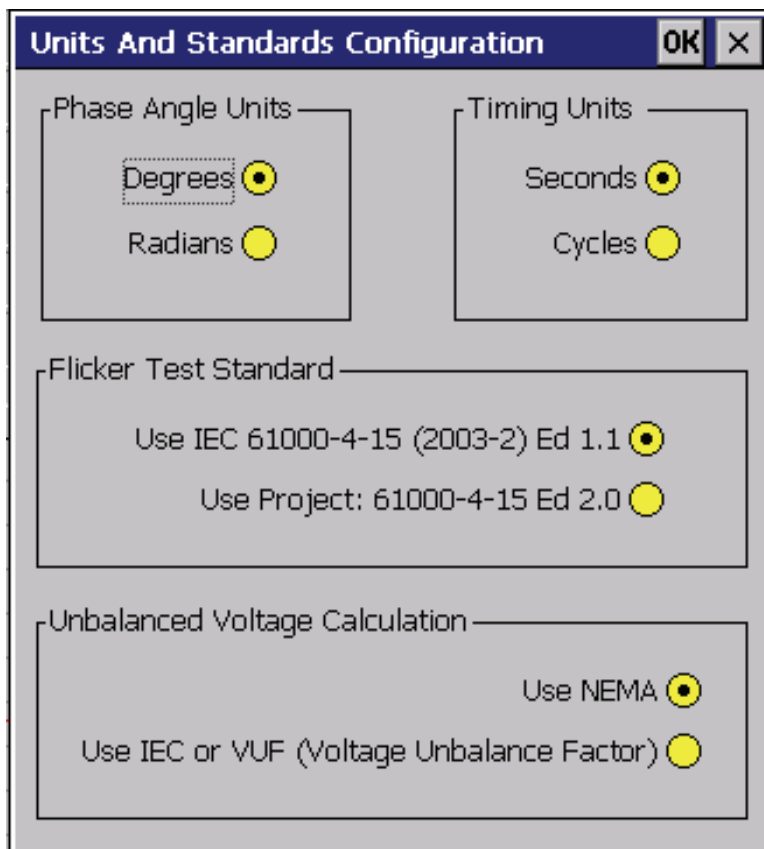 Units And Standards Configuration OK ×
Phase Angle Units
Degrees
Radians
Timing Units
Seconds
Cycles
Flicker Test Standard
Use IEC 61000-4-15 (2003-2) Ed 1.1
Use Project: 61000-4-15 Ed 2.0
Unbalanced Voltage Calculation
Use NEMA
Use IEC or VUF (Voltage Unbalance Factor)